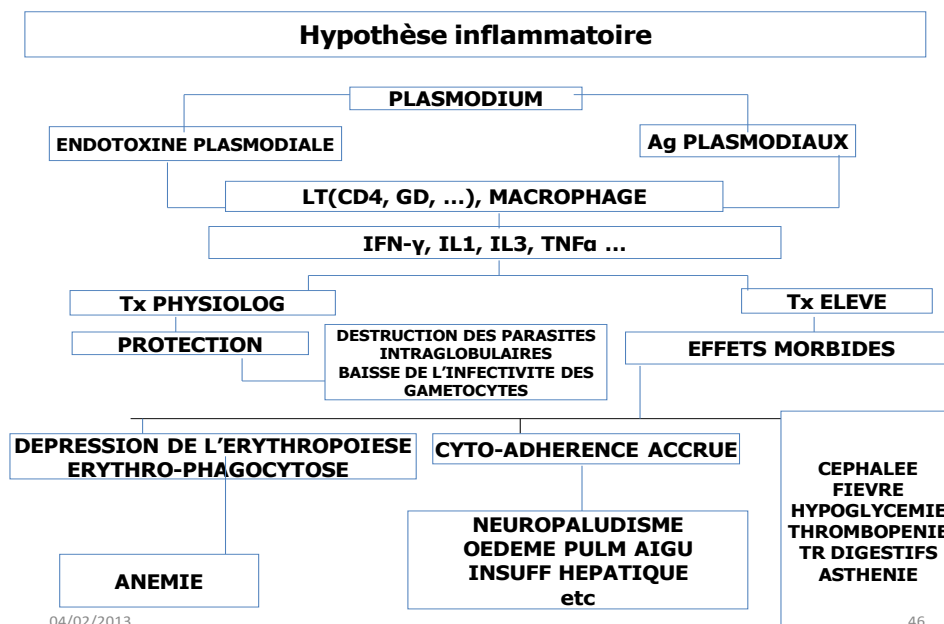 Hypothèse inflammatoire
PLASMODIUM
ENDOTOXINE PLASMODIALE
Ag PLASMODIAUX
LT(CD4, GD, ...), MACROPHAGE
IFN-γ, IL1, IL3, TNFα ...
Tx PHYSIOLOG
Tx ELEVE
PROTECTION
DESTRUCTION DES PARASITES
INTRAGLOBULAIRES
BAISSE DE L'INFECTIVITE DES
GAMETOCYTES
EFFETS MORBIDES
DEPRESSION DE L'ERYTHROPOIESE
ERYTHRO-PHAGOCYTOSE
CYTO-ADHERENCE ACCRUE
CEPHALEE
FIEVRE
HYPOGLYCEMIE
THROMBOPENIE
TR DIGESTIFS
ASTHENIE
NEUROPALUDISME
OEDEME PULM AIGU
INSUFF HEPATIQUE
etc
ANEMIE
04/02/2013
46